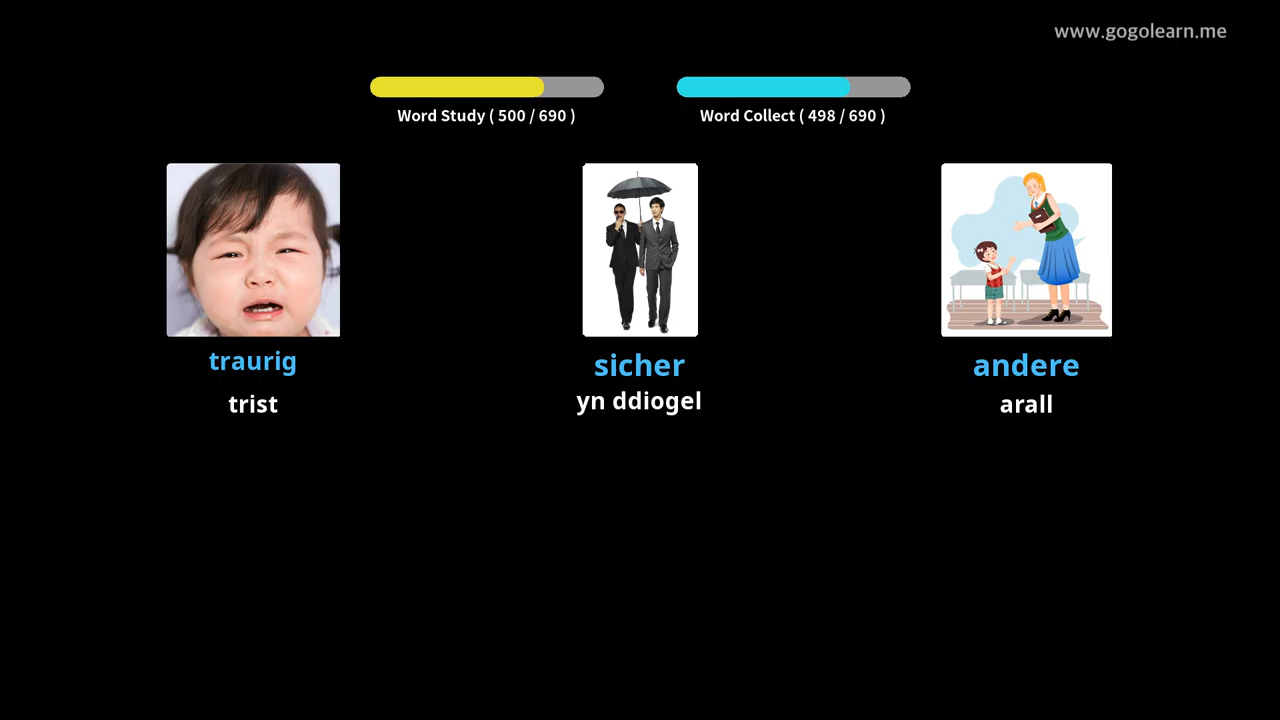 www.gogolearn.me
Word Study ( 500 / 690 )
Word Collect ( 498 / 690 )
traurig
trist
sicher
yn ddiogel
andere
arall